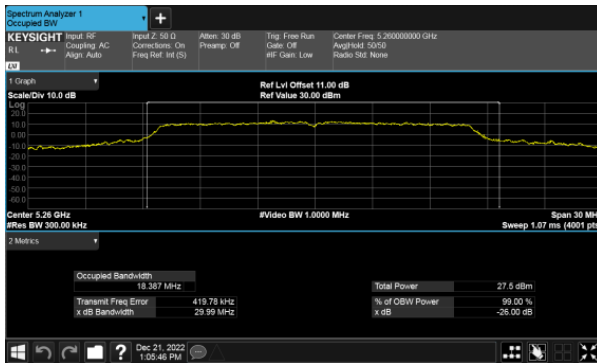 Spectrum Analyzer 1
Occupied BW
+
KEYSIGHT
RL
Input: RF
Coupling: AC
Align: Auto
Input Z: 50 Ω
Corrections: On
Freq Ref: Int (S)
Atten: 30 dB
Preamp: Off
Trig: Free Run
Gate: Off
#IF Gain: Low
Center Freq: 5.260000000 GHz
Avg|Hold: 50/50
Radio Std: None
1 Graph
Scale/Div 10.0 dB
Ref Lvl Offset 11.00 dB
Ref Value 30.00 dBm
Log
20.0
10.0
0.00
-10.0
-20.0
-30.0
-40.0
-50.0
-60.0
Center 5.26 GHz
#Res BW 300.00 kHz
#Video BW 1.0000 MHz
Span 30 MH
Sweep 1.07 ms (4001 pts
2 Metrics
Occupied Bandwidth
18.387 MHz
Transmit Freq Error 419.78 kHz
x dB Bandwidth 29.99 MHz
Total Power 27.5 dBm
% of OBW Power 99.00 %
x dB -26.00 dB
?
Dec 21, 2022
1:05:46 PM